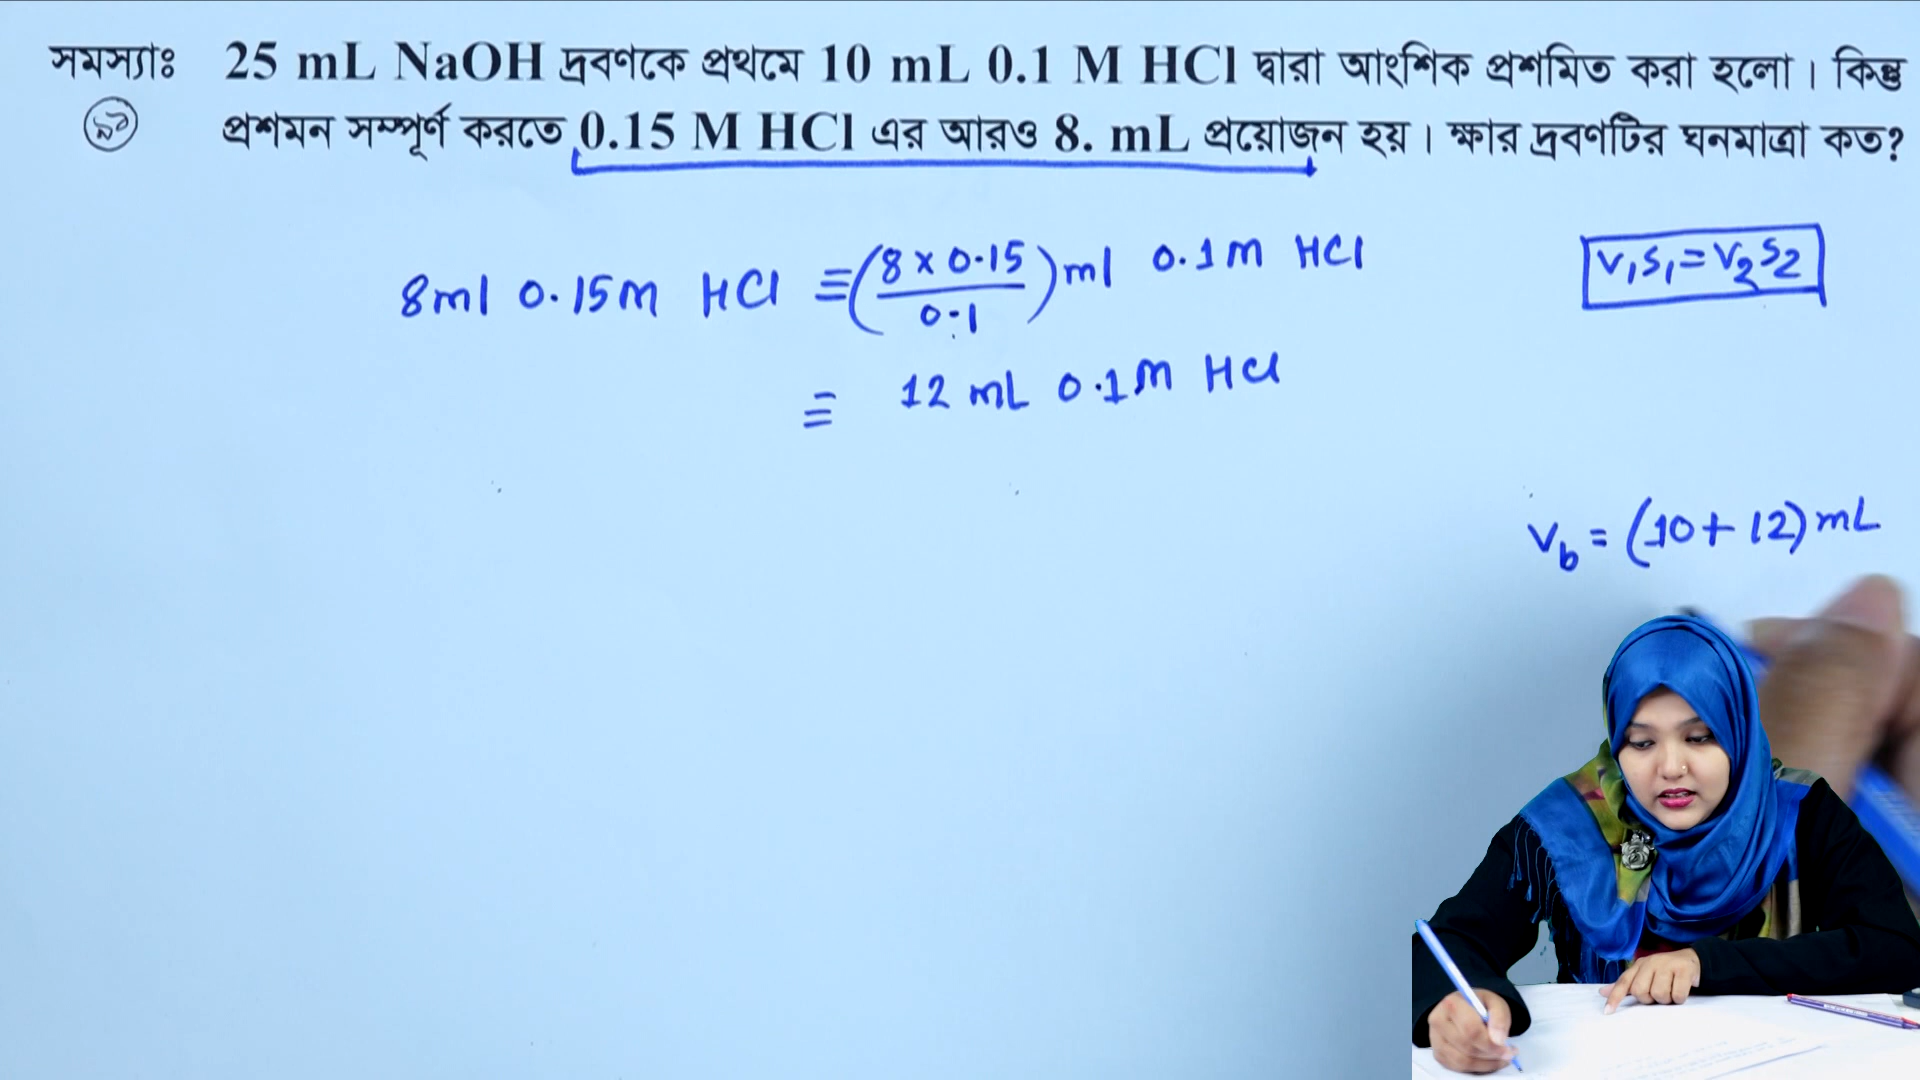 সমস্যাঃ 25 mL NaOH দ্রবণকে প্রথমে 10 mL 0.1 M HCl দ্বারা আংশিক প্রশমিত করা হলো। কিন্তু
প্রশমন সম্পূর্ণ করতে 0.15 M HCl এর আরও 8. mL প্রয়োজন হয়। ক্ষার দ্রবণটির ঘনমাত্রা কত?
8ml 0.15M HCl ≡ (8 x 0.15 / 0.1) ml 0.1M HCl
V₁S₁=V₂S₂
≡ 12 mL 0.1M HCl
V_b = (10+12) mL